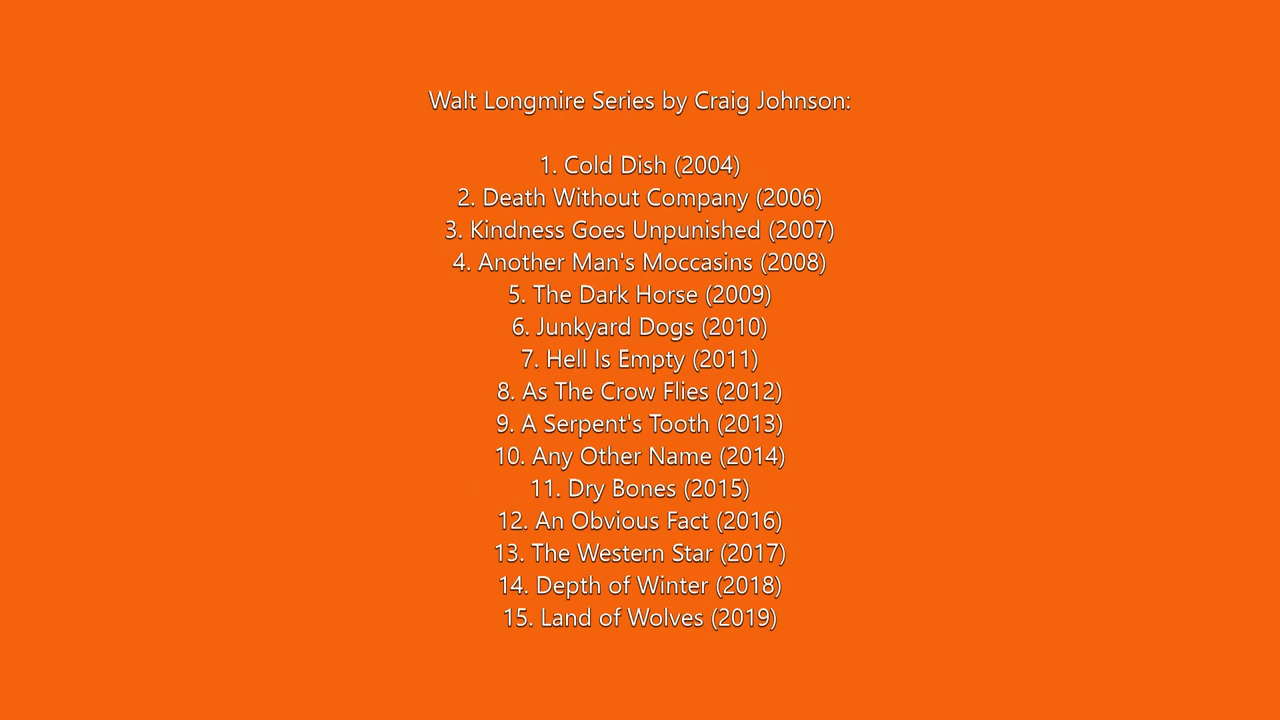 Walt Longmire Series by Craig Johnson:
1. Cold Dish (2004)
2. Death Without Company (2006)
3. Kindness Goes Unpunished (2007)
4. Another Man's Moccasins (2008)
5. The Dark Horse (2009)
6. Junkyard Dogs (2010)
7. Hell Is Empty (2011)
8. As The Crow Flies (2012)
9. A Serpent's Tooth (2013)
10. Any Other Name (2014)
11. Dry Bones (2015)
12. An Obvious Fact (2016)
13. The Western Star (2017)
14. Depth of Winter (2018)
15. Land of Wolves (2019)